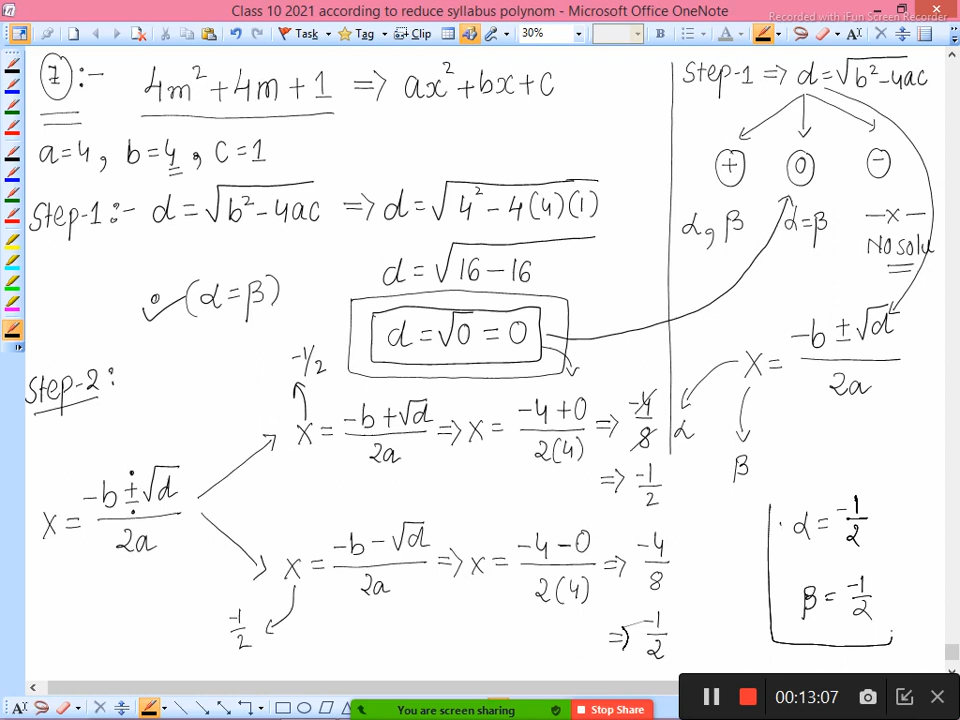 Class 10 2021 according to reduce syllabus polynom - Microsoft Office OneNote
Recorded with iFun Screen Recorder
Task Tag Clip 30% B A
7:- 4m² + 4m + 1 ⇒ ax² + bx + c
a=4, b=4, c=1
Step-1:- d = √b² - 4ac ⇒ d = √4² - 4(4)(1)
d = √16 - 16
(α = β)
d = √0 = 0
Step-2:
-1/2
x = -b + √d / 2a ⇒ x = -4 + 0 / 2(4) ⇒ -4/8
⇒ -1/2
x = -b ± √d / 2a
x = -b - √d / 2a ⇒ x = -4 - 0 / 2(4) ⇒ -4/8
-1/2
⇒ -1/2
Step-1 ⇒ d = √b² - 4ac
+ 0 -
α, β α = β -x-
No solu
x = -b ± √d / 2a
α
β
α = -1/2
β = -1/2
You are screen sharing Stop Share
00:13:07